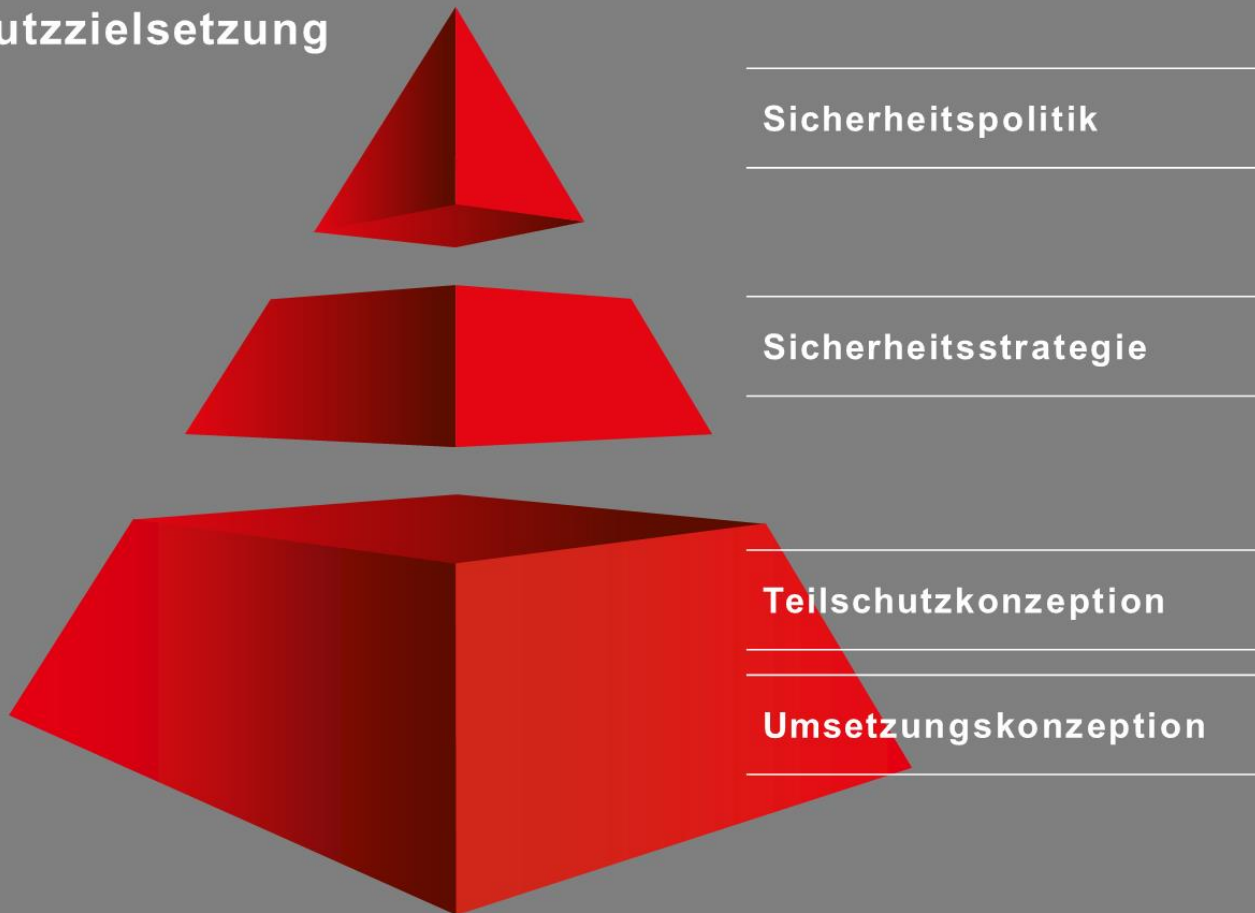 utzzielsetzung
Sicherheitspolitik
Sicherheitsstrategie
Teilschutzkonzeption
Umsetzungskonzeption